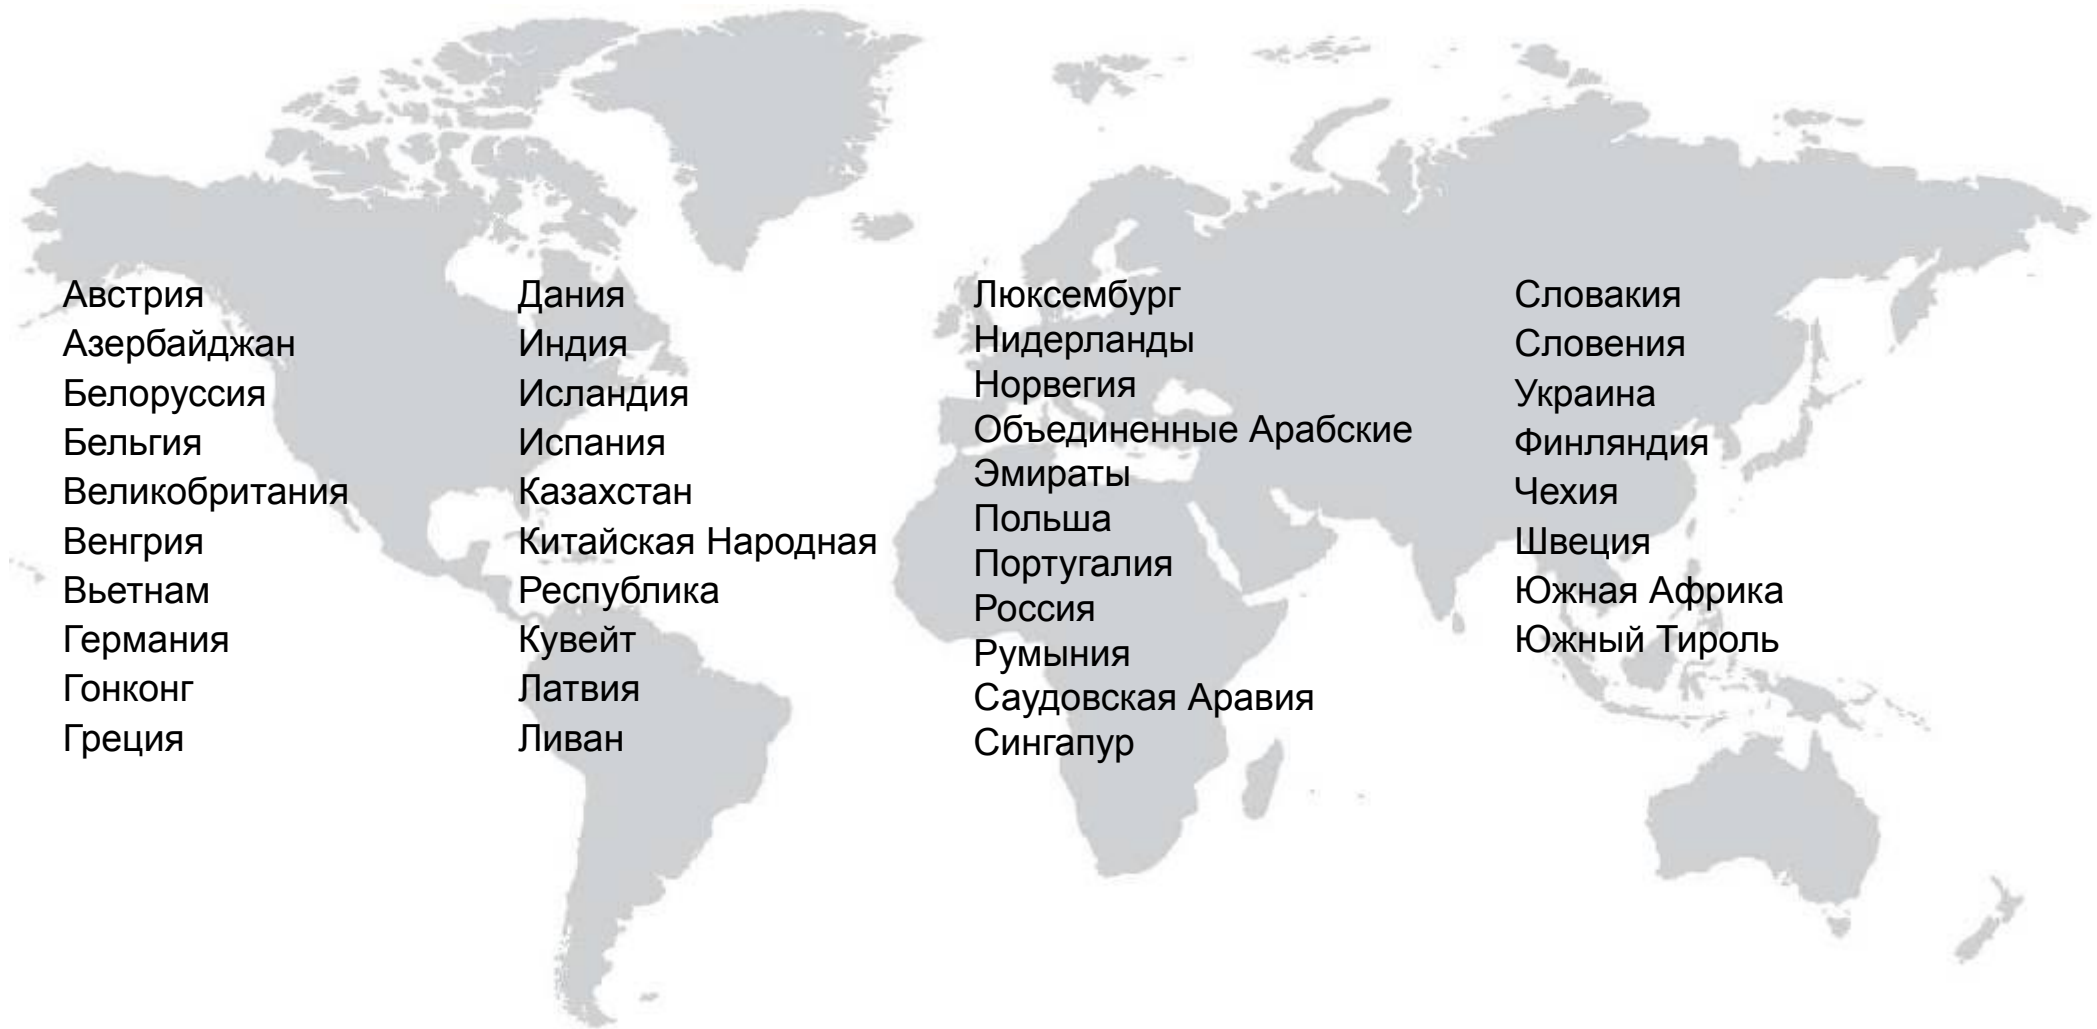 Австрия
Азербайджан
Белоруссия
Бельгия
Великобритания
Венгрия
Вьетнам
Германия
Гонконг
Греция
Дания
Индия
Исландия
Испания
Казахстан
Китайская Народная
Республика
Кувейт
Латвия
Ливан
Люксембург
Нидерланды
Норвегия
Объединенные Арабские
Эмираты
Польша
Португалия
Россия
Румыния
Саудовская Аравия
Сингапур
Словакия
Словения
Украина
Финляндия
Чехия
Швеция
Южная Африка
Южный Тироль